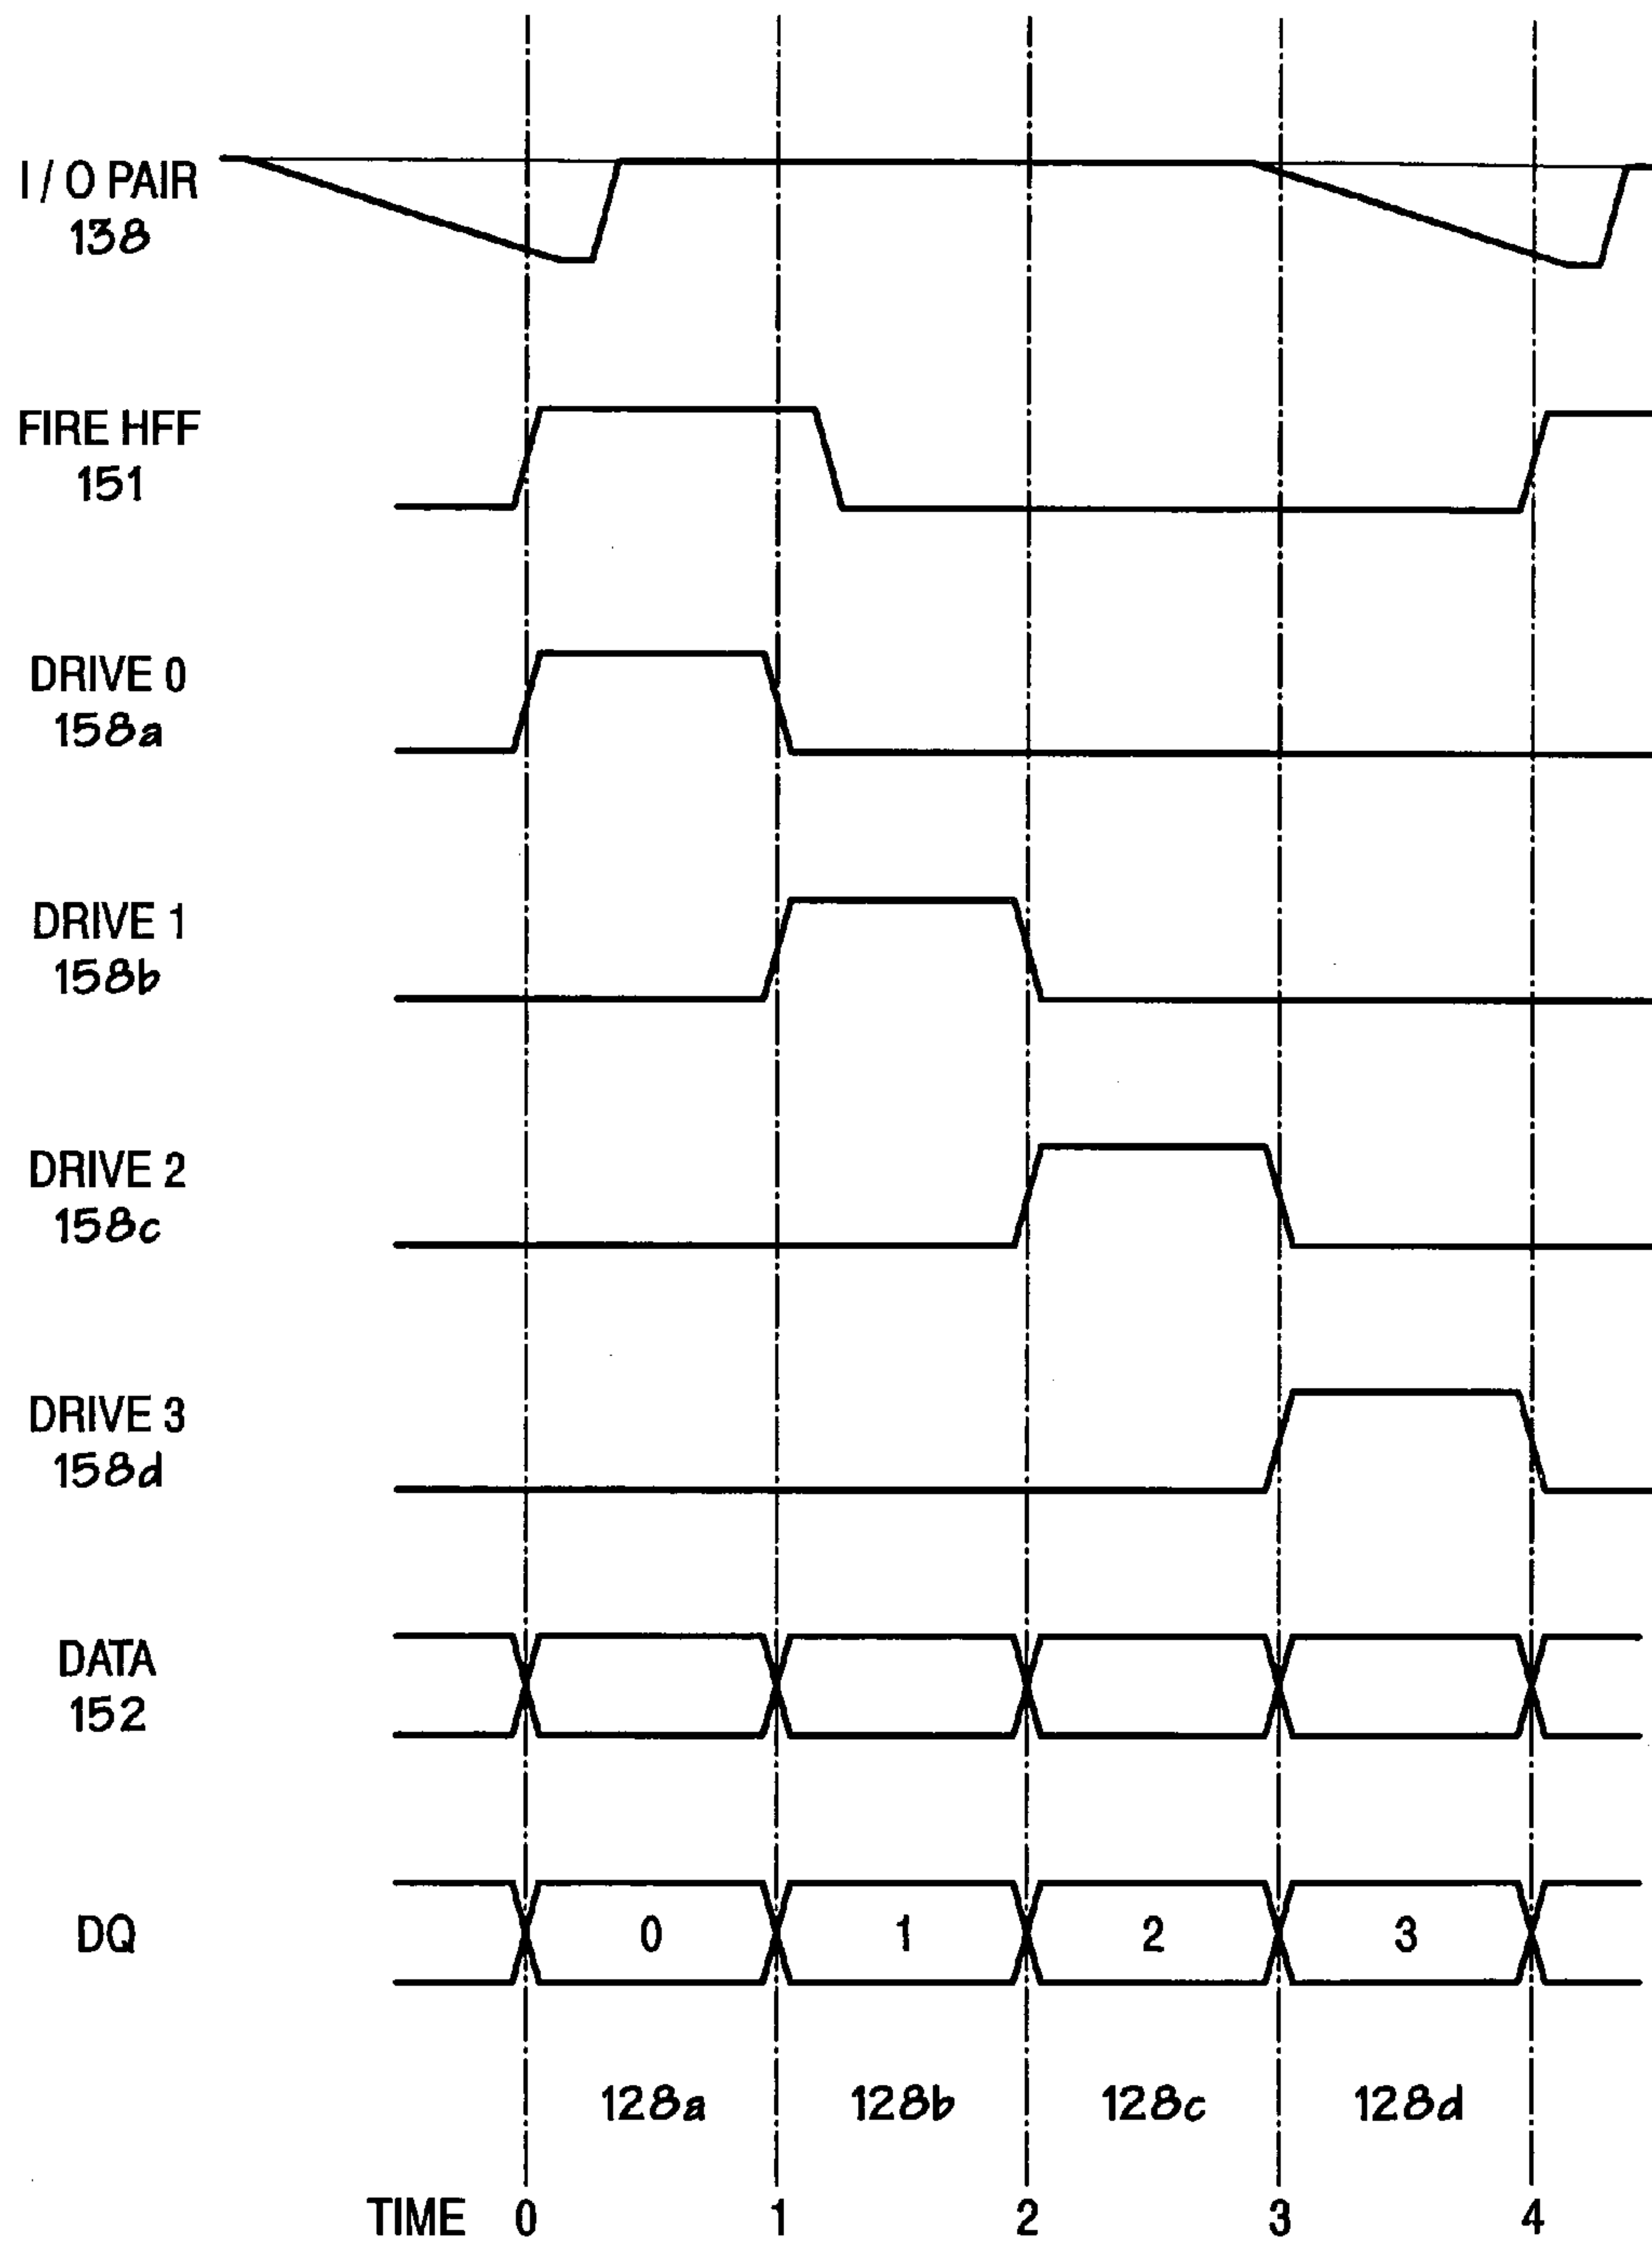 I / O PAIR
138
FIRE HFF
151
DRIVE 0
158a
DRIVE 1
158b
DRIVE 2
158c
DRIVE 3
158d
DATA
152
DQ 0 1 2 3
128a 128b 128c 128d
TIME 0 1 2 3 4